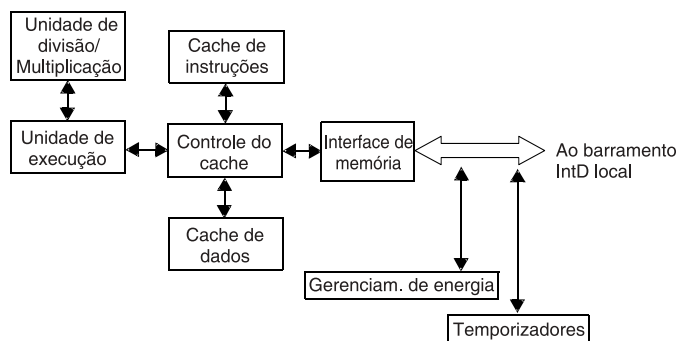 Unidade de
divisão/
Multiplicação
Cache de
instruções
Unidade de
execução
Controle do
cache
Interface de
memória
Ao barramento
IntD local
Cache de
dados
Gerenciam. de energia
Temporizadores